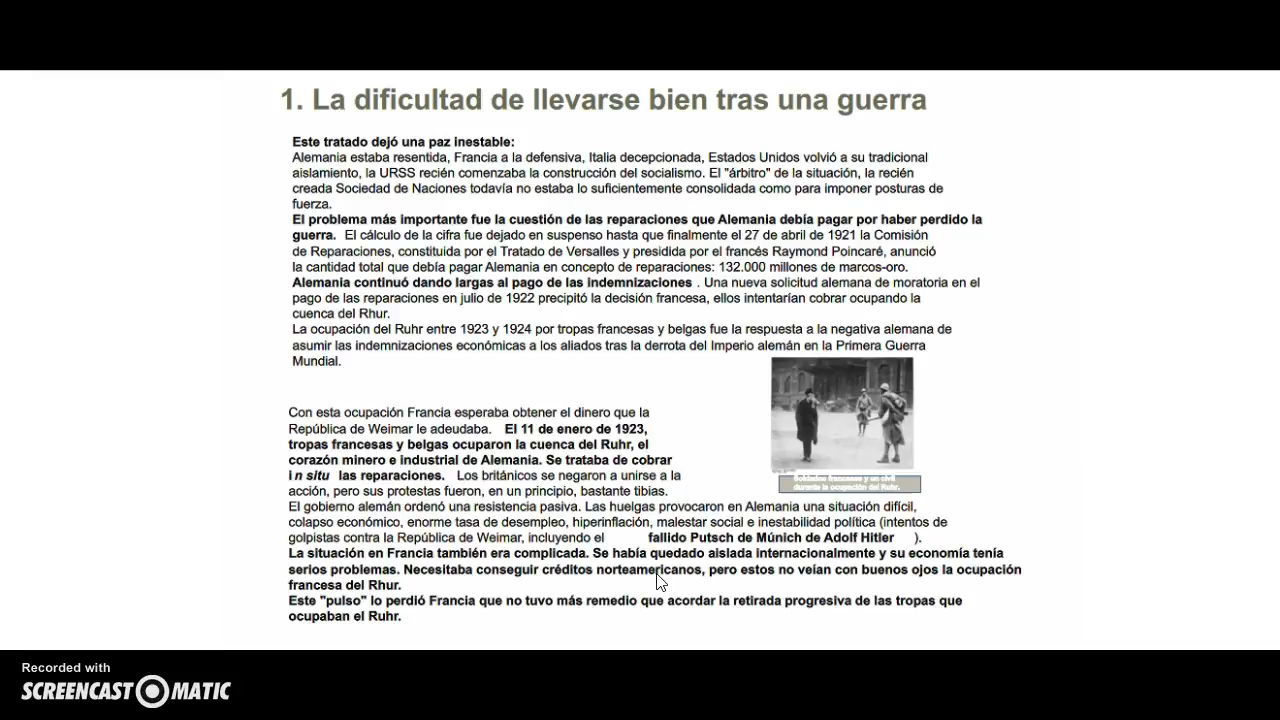 1. La dificultad de llevarse bien tras una guerra
Este tratado dejó una paz inestable:
Alemania estaba resentida, Francia a la defensiva, Italia decepcionada, Estados Unidos volvió a su tradicional
aislamiento, la URSS recién comenzaba la construcción del socialismo. El "árbitro" de la situación, la recién
creada Sociedad de Naciones todavía no estaba lo suficientemente consolidada como para imponer posturas de
fuerza.
El problema más importante fue la cuestión de las reparaciones que Alemania debía pagar por haber perdido la
guerra. El cálculo de la cifra fue dejado en suspenso hasta que finalmente el 27 de abril de 1921 la Comisión
de Reparaciones, constituida por el Tratado de Versalles y presidida por el francés Raymond Poincaré, anunció
la cantidad total que debía pagar Alemania en concepto de reparaciones: 132.000 millones de marcos-oro.
Alemania continuó dando largas al pago de las indemnizaciones . Una nueva solicitud alemana de moratoria en el
pago de las reparaciones en julio de 1922 precipitó la decisión francesa, ellos intentarían cobrar ocupando la
cuenca del Rhur.
La ocupación del Ruhr entre 1923 y 1924 por tropas francesas y belgas fue la respuesta a la negativa alemana de
asumir las indemnizaciones económicas a los aliados tras la derrota del Imperio alemán en la Primera Guerra
Mundial.
Con esta ocupación Francia esperaba obtener el dinero que la
República de Weimar le adeudaba. El 11 de enero de 1923,
tropas francesas y belgas ocuparon la cuenca del Ruhr, el
corazón minero e industrial de Alemania. Se trataba de cobrar
in situ las reparaciones. Los británicos se negaron a unirse a la
acción, pero sus protestas fueron, en un principio, bastante tibias.
Soldados franceses y un civil
durante la ocupación del Ruhr.
El gobierno alemán ordenó una resistencia pasiva. Las huelgas provocaron en Alemania una situación difícil,
colapso económico, enorme tasa de desempleo, hiperinflación, malestar social e inestabilidad política (intentos de
golpistas contra la República de Weimar, incluyendo el fallido Putsch de Múnich de Adolf Hitler ).
La situación en Francia también era complicada. Se había quedado aislada internacionalmente y su economía tenía
serios problemas. Necesitaba conseguir créditos norteamericanos, pero estos no veían con buenos ojos la ocupación
francesa del Rhur.
Este "pulso" lo perdió Francia que no tuvo más remedio que acordar la retirada progresiva de las tropas que
ocupaban el Ruhr.
Recorded with
SCREENCAST O MATIC